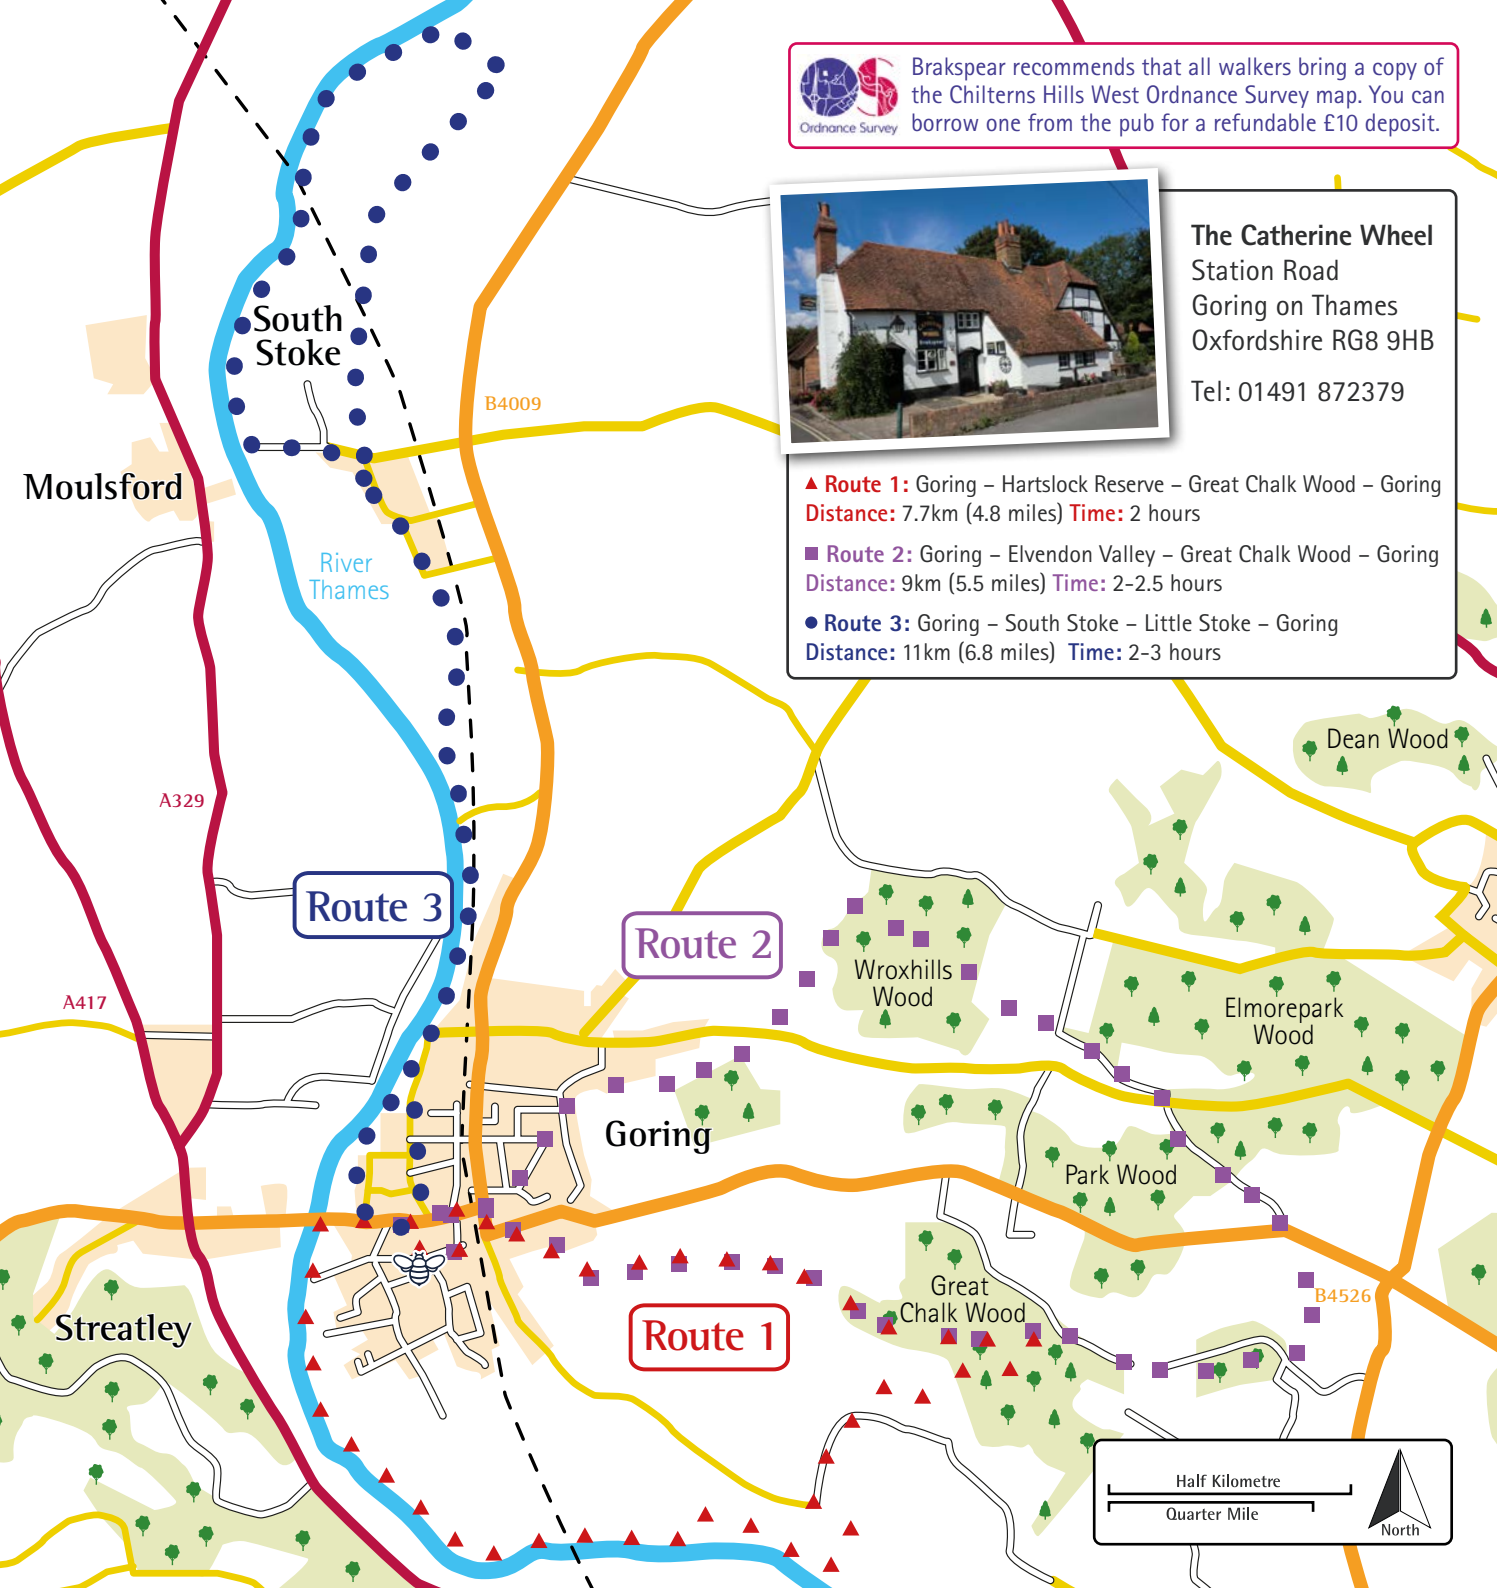 Brakspear recommends that all walkers bring a copy of
the Chilterns Hills West Ordnance Survey map. You can
borrow one from the pub for a refundable £10 deposit.
OS
Ordnance Survey
The Catherine Wheel
Station Road
Goring on Thames
Oxfordshire RG8 9HB
Tel: 01491 872379
Route 1: Goring – Hartslock Reserve – Great Chalk Wood – Goring
Distance: 7.7km (4.8 miles) Time: 2 hours
Route 2: Goring – Elvendon Valley – Great Chalk Wood – Goring
Distance: 9km (5.5 miles) Time: 2-2.5 hours
Route 3: Goring – South Stoke – Little Stoke – Goring
Distance: 11km (6.8 miles) Time: 2-3 hours
South
Stoke
B4009
Moulsford
River
Thames
Dean Wood
A329
Route 3
Route 2
Wroxhills
Wood
Elmorepark
Wood
A417
Goring
Park Wood
Great
Chalk Wood
B4526
Streatley
Route 1
Half Kilometre
Quarter Mile
North